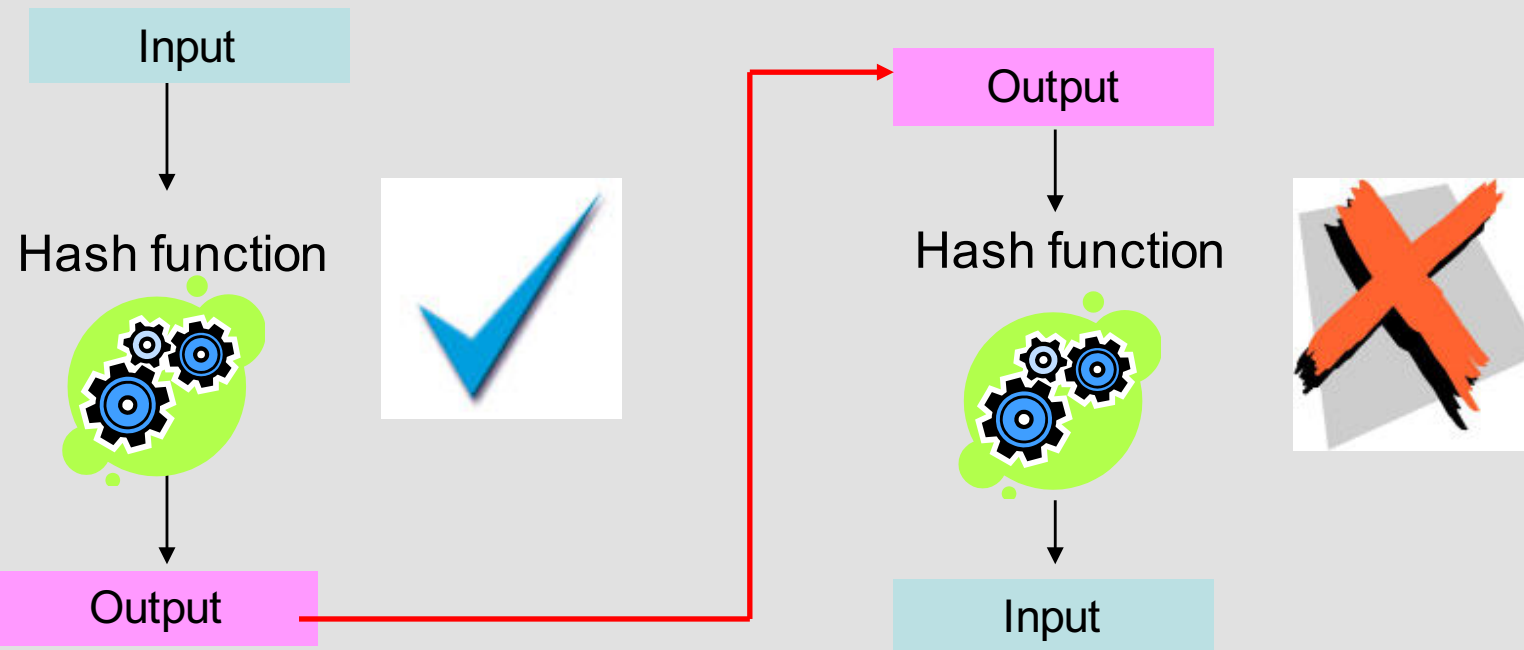 Input
Hash function
Output
Output
Hash function
Input